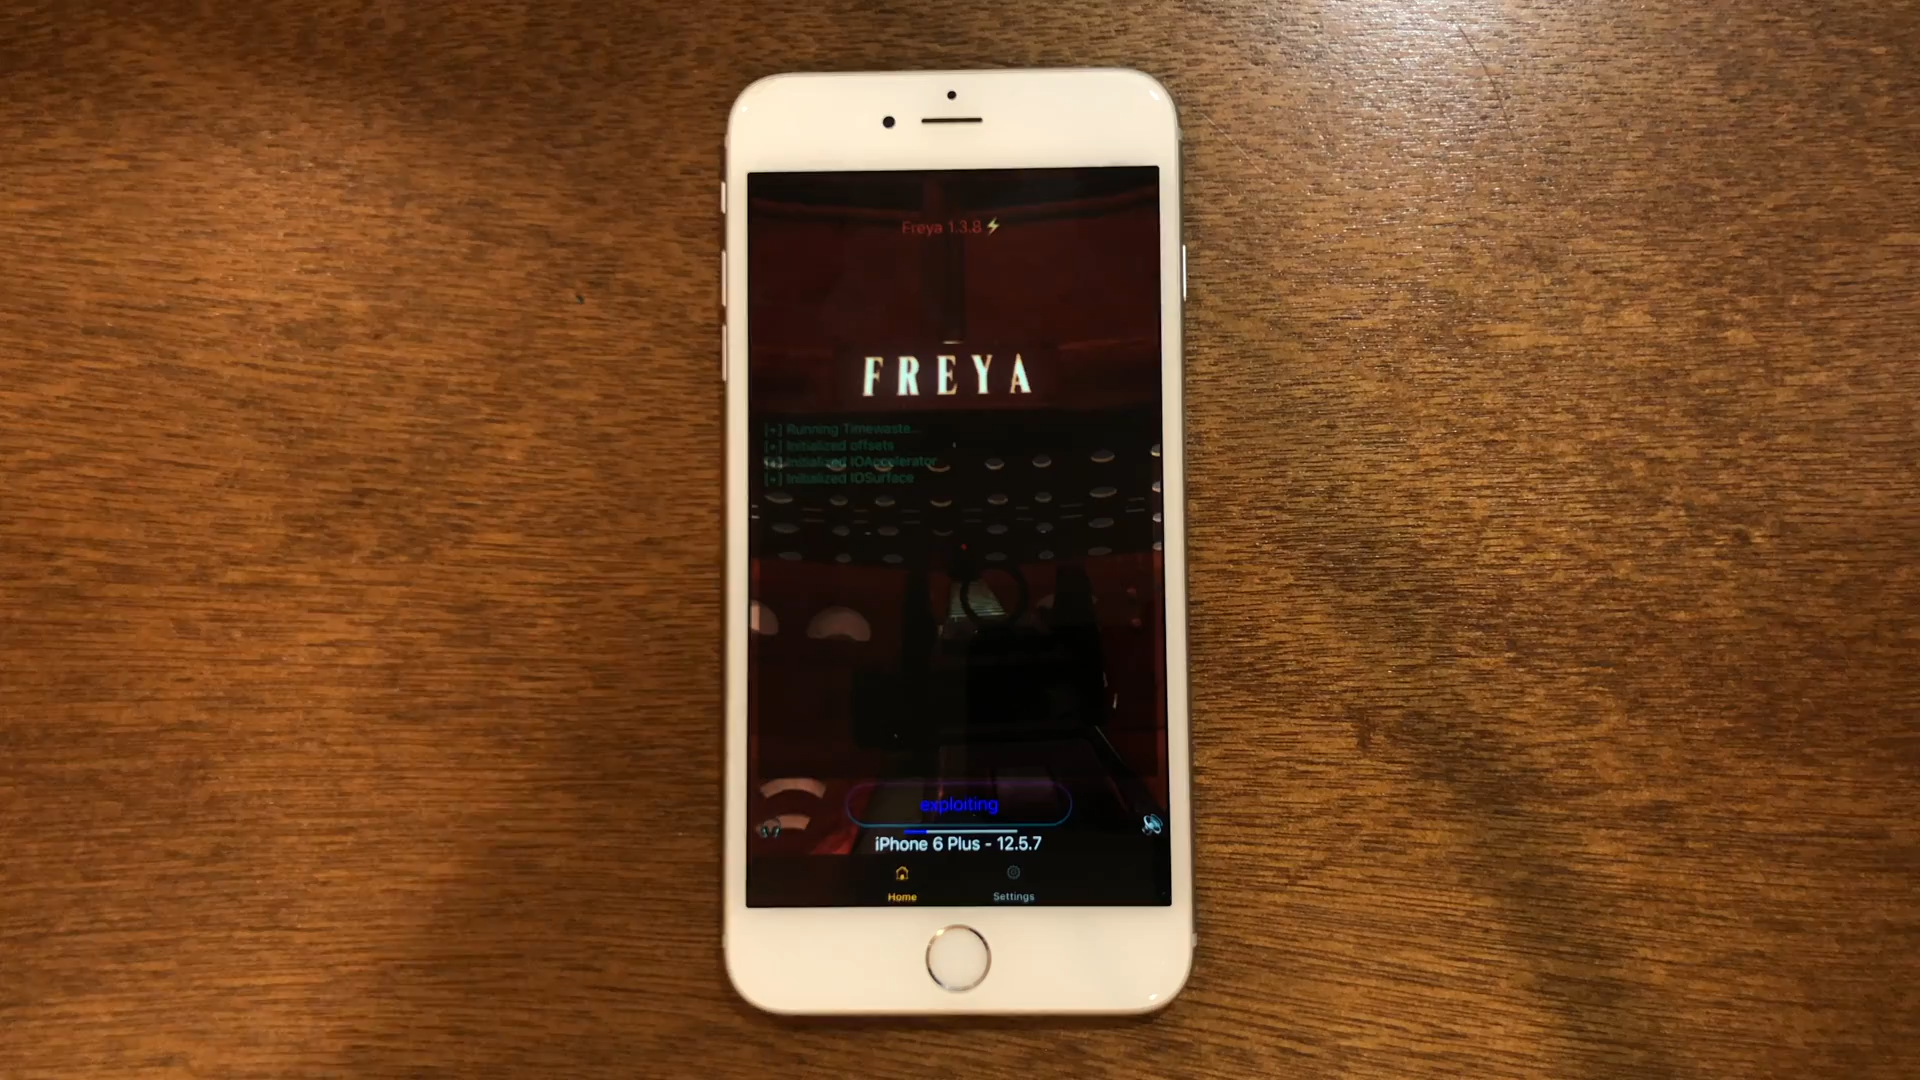 Freya 1.3.8⚡
FREYA
[+] Running Timewaste...
[+] Initialized offsets
[+] Initialized IOAccelerator
[+] Initialized IOSurface
exploiting
iPhone 6 Plus - 12.5.7
Home
Settings